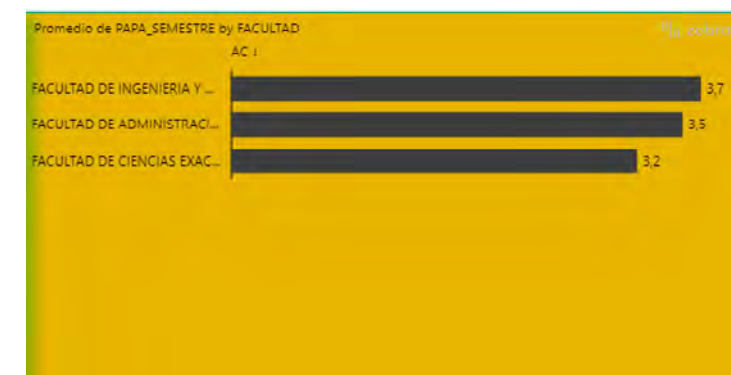 Promedio de PAPA_SEMESTRE by FACULTAD
AC ↓
FACULTAD DE INGENIERIA Y ... 3,7
FACULTAD DE ADMINISTRACI... 3,5
FACULTAD DE CIENCIAS EXAC... 3,2